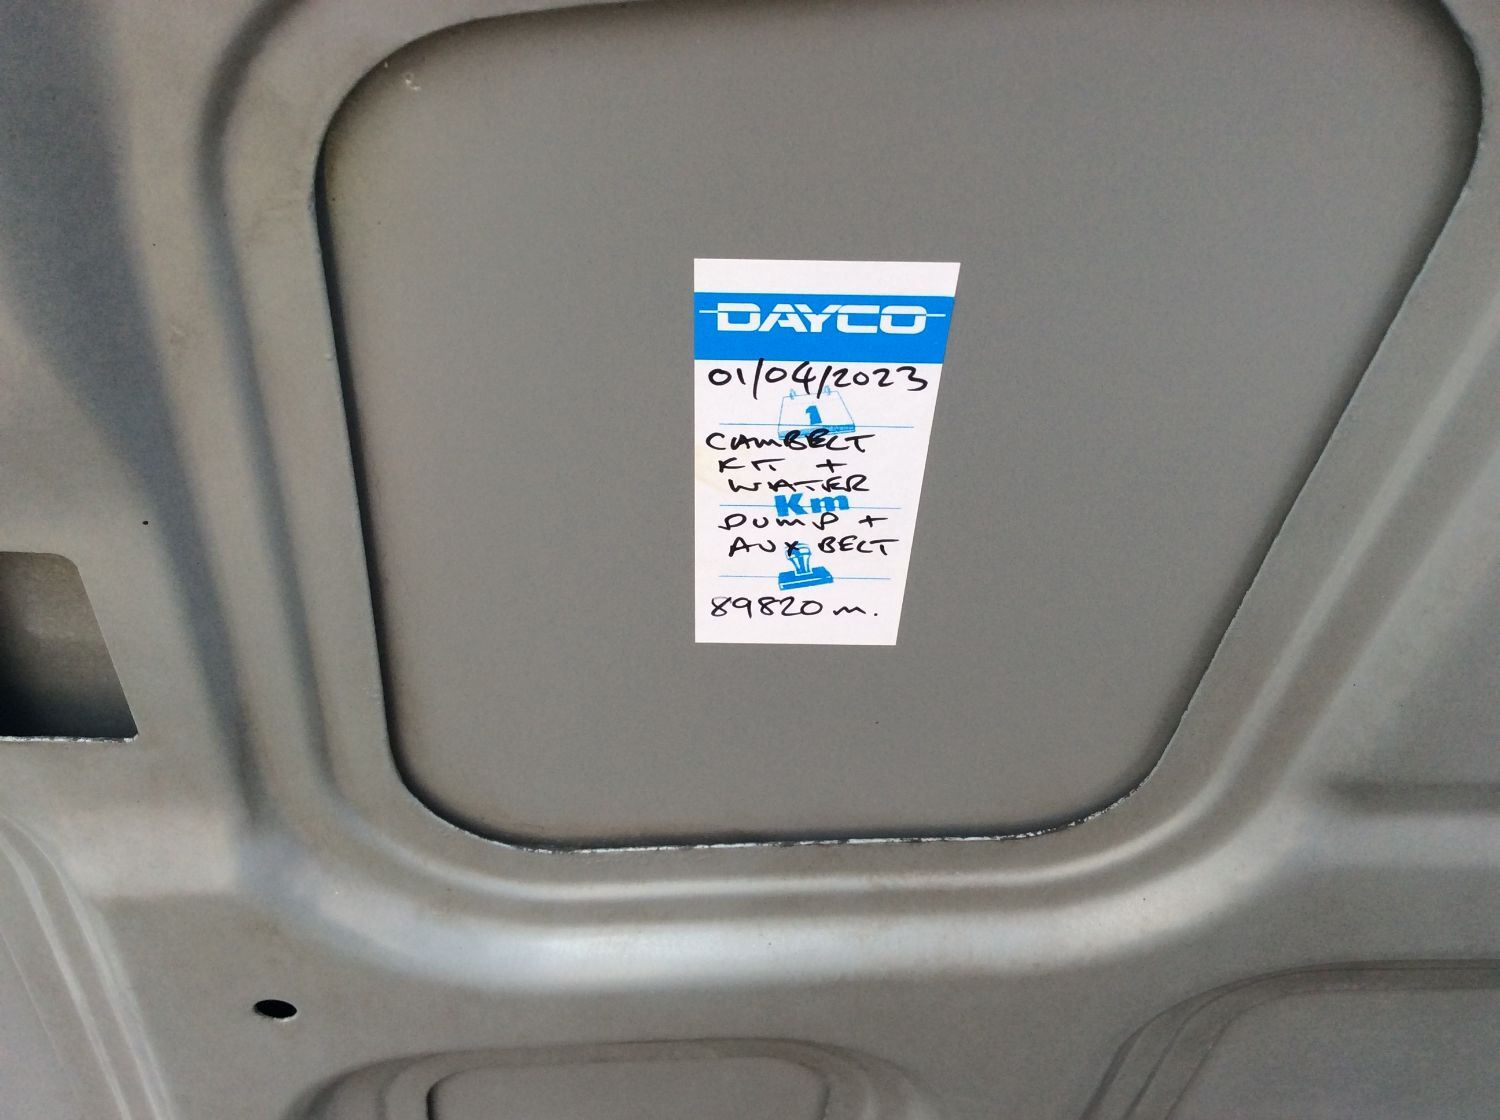 DAYCO
01/04/2023
1
CAMBELT
KIT +
WATER
Km
PUMP +
AUX BELT
89820 m.